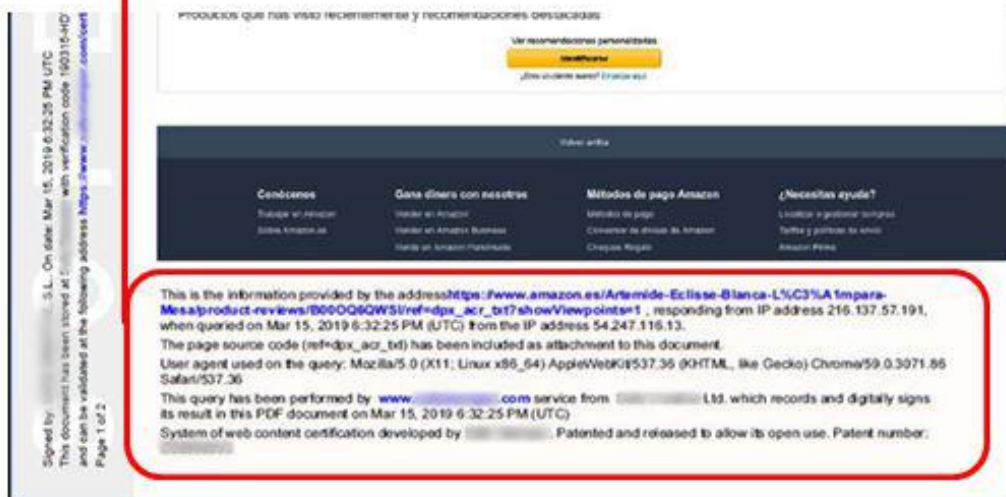 Productos que has visto recientemente y recomendaciones destacadas
Ver recomendaciones personalizadas
Identificarse
¿Eres un cliente nuevo? Empieza aquí
Volver arriba
Conócenos
Trabajar en Amazon
Sobre Amazon.es
Gana dinero con nosotros
Vender en Amazon
Vender en Amazon Business
Vende en Amazon Handmade
Métodos de pago Amazon
Métodos de pago
Conversor de divisas de Amazon
Cheques Regalo
¿Necesitas ayuda?
Localizar o gestionar compras
Tarifas y políticas de envío
Amazon Prime
This is the information provided by the addresshttps://www.amazon.es/Artemide-Eclisse-Blanca-L%C3%A1mpara-
Mesa/product-reviews/B00OQ6QWSI/ref=dpx_acr_txt?showViewpoints=1 , responding from IP address 216.137.57.191,
when queried on Mar 15, 2019 6:32:25 PM (UTC) from the IP address 54.247.116.13.
The page source code (ref=dpx_acr_txt) has been included as attachment to this document.
User agent used on the query: Mozilla/5.0 (X11; Linux x86_64) AppleWebKit/537.36 (KHTML, like Gecko) Chrome/59.0.3071.86
Safari/537.36
This query has been performed by www. .com service from Ltd. which records and digitally signs
its result in this PDF document on Mar 15, 2019 6:32:25 PM (UTC)
System of web content certification developed by . Patented and released to allow its open use. Patent number:
Signed by S.L. On date: Mar 15, 2019 6:32:25 PM UTC
This document has been stored at with verification code 190315-HD
and can be validated at the following address https://www. .com/cert
Page 1 of 2